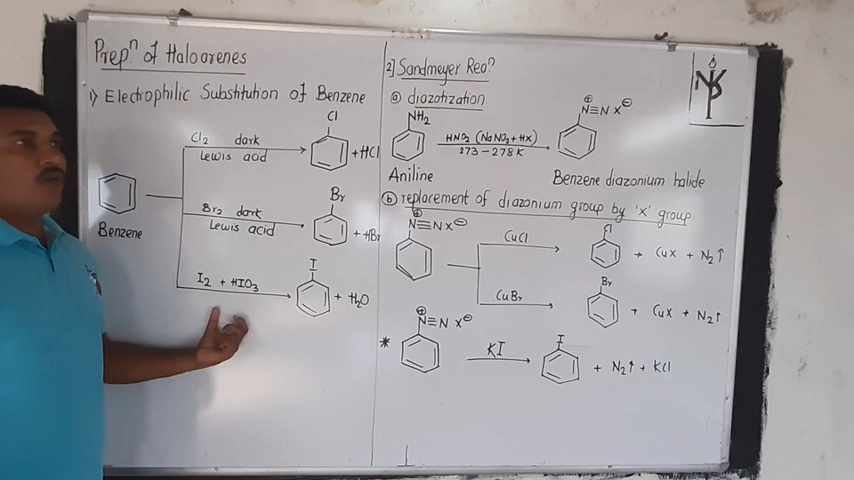 Prepⁿ of Haloarenes
1) Electrophilic Substitution of Benzene
Cl
Cl2 dark
Lewis acid
+HCl
Br
Br2 dark
Lewis acid
+ HBr
Benzene
I
I2 + HIO3
+ H2O
2] Sandmeyer Reaⁿ
ⓐ diazotization
NH2
HNO2 (NaNO2+HX)
273-278K
⊕
N≡N X⊖
Aniline
Benzene diazonium halide
ⓑ replacement of diazonium group by 'x' group
⊕
N≡N X⊖
CuCl
Cl
+ CuX + N2↑
CuBr
Br
+ CuX + N2↑
⊕
N≡N X⊖
*
KI
I
+ N2↑ + KCl